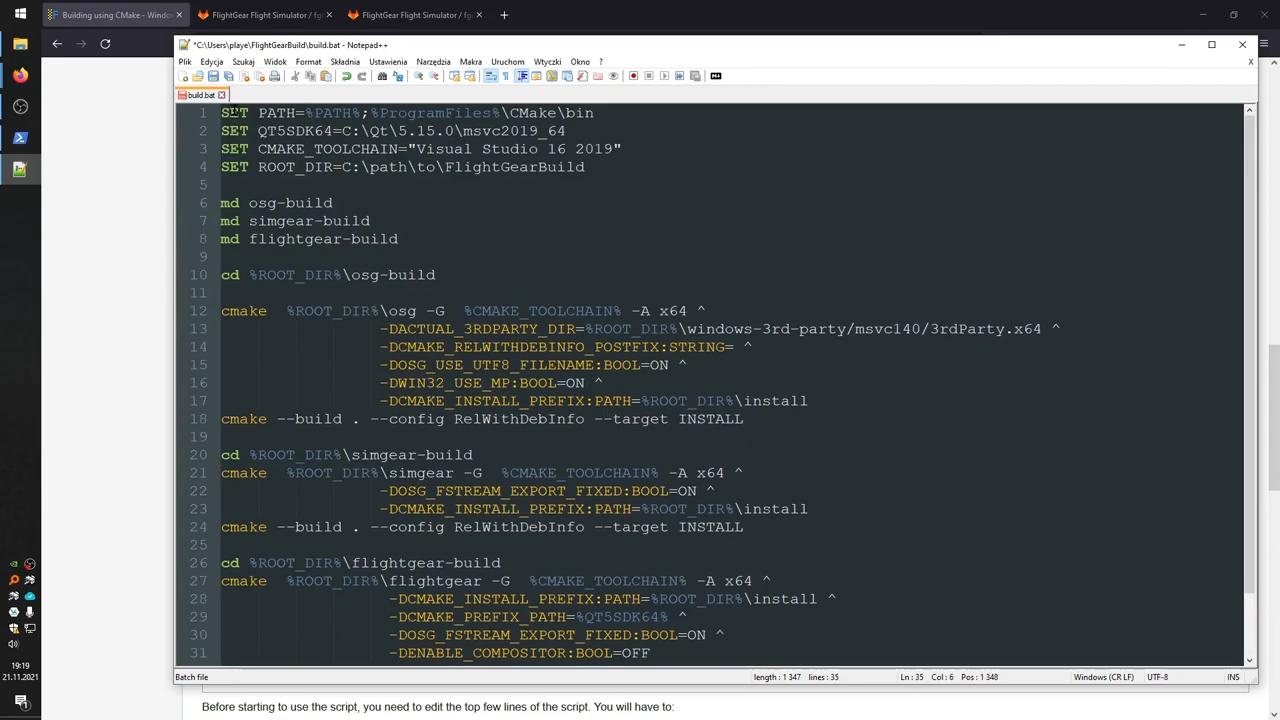 Building using CMake - Window
FlightGear Flight Simulator / fg
FlightGear Flight Simulator / fg
*C:\Users\playe\FlightGearBuild\build.bat - Notepad++
Plik Edycja Szukaj Widok Format Składnia Ustawienia Narzędzia Makra Uruchom Wtyczki Okno ? X
build.bat
1 SET PATH=%PATH%;%ProgramFiles%\CMake\bin
2 SET QT5SDK64=C:\Qt\5.15.0\msvc2019_64
3 SET CMAKE_TOOLCHAIN="Visual Studio 16 2019"
4 SET ROOT_DIR=C:\path\to\FlightGearBuild
5
6 md osg-build
7 md simgear-build
8 md flightgear-build
9
10 cd %ROOT_DIR%\osg-build
11
12 cmake %ROOT_DIR%\osg -G %CMAKE_TOOLCHAIN% -A x64 ^
13 -DACTUAL_3RDPARTY_DIR=%ROOT_DIR%\windows-3rd-party/msvc140/3rdParty.x64 ^
14 -DCMAKE_RELWITHDEBINFO_POSTFIX:STRING= ^
15 -DOSG_USE_UTF8_FILENAME:BOOL=ON ^
16 -DWIN32_USE_MP:BOOL=ON ^
17 -DCMAKE_INSTALL_PREFIX:PATH=%ROOT_DIR%\install
18 cmake --build . --config RelWithDebInfo --target INSTALL
19
20 cd %ROOT_DIR%\simgear-build
21 cmake %ROOT_DIR%\simgear -G %CMAKE_TOOLCHAIN% -A x64 ^
22 -DOSG_FSTREAM_EXPORT_FIXED:BOOL=ON ^
23 -DCMAKE_INSTALL_PREFIX:PATH=%ROOT_DIR%\install
24 cmake --build . --config RelWithDebInfo --target INSTALL
25
26 cd %ROOT_DIR%\flightgear-build
27 cmake %ROOT_DIR%\flightgear -G %CMAKE_TOOLCHAIN% -A x64 ^
28 -DCMAKE_INSTALL_PREFIX:PATH=%ROOT_DIR%\install ^
29 -DCMAKE_PREFIX_PATH=%QT5SDK64% ^
30 -DOSG_FSTREAM_EXPORT_FIXED:BOOL=ON ^
31 -DENABLE_COMPOSITOR:BOOL=OFF
Batch file length : 1 347 lines : 35 Ln : 35 Col : 6 Pos : 1 348 Windows (CR LF) UTF-8 INS
19:19
21.11.2021
1
Before starting to use the script, you need to edit the top few lines of the script. You will have to: